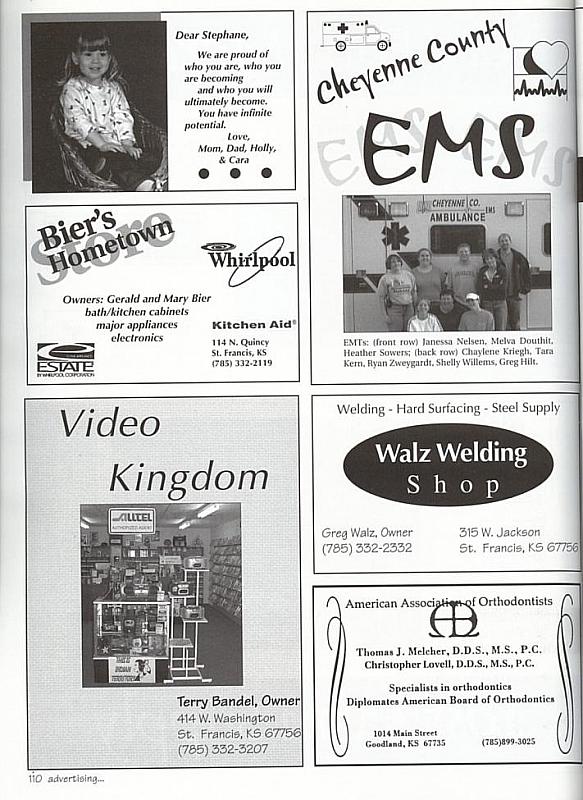 Dear Stephane,
We are proud of
who you are, who you
are becoming
and who you will
ultimately become.
You have infinite
potential.
Love,
Mom, Dad, Holly,
& Cara
Cheyenne County
EMS
EMS EMS
CHEYENNE CO.
EMS
AMBULANCE
EMTs: (front row) Janessa Nelsen, Melva Douthit,
Heather Sowers; (back row) Chaylene Kriegh, Tara
Kern, Ryan Zweygardt, Shelly Willems, Greg Hilt.
Bier's
Hometown
Store
Whirlpool
Owners: Gerald and Mary Bier
bath/kitchen cabinets
major appliances
electronics
Kitchen Aid®
114 N. Quincy
St. Francis, KS
(785) 332-2119
ESTATE
BY WHIRLPOOL CORPORATION
Video
Kingdom
ALLTEL
AUTHORIZED AGENT
THIS IS
INDIAN
TERRITORY
Terry Bandel, Owner
414 W. Washington
St. Francis, KS 67756
(785) 332-3207
Welding - Hard Surfacing - Steel Supply
Walz Welding
Shop
Greg Walz, Owner
(785) 332-2332
315 W. Jackson
St. Francis, KS 67756
American Association of Orthodontists
Thomas J. Melcher, D.D.S., M.S., P.C.
Christopher Lovell, D.D.S., M.S., P.C.
Specialists in orthodontics
Diplomates American Board of Orthodontics
1014 Main Street
Goodland, KS 67735
(785)899-3025
110 advertising...